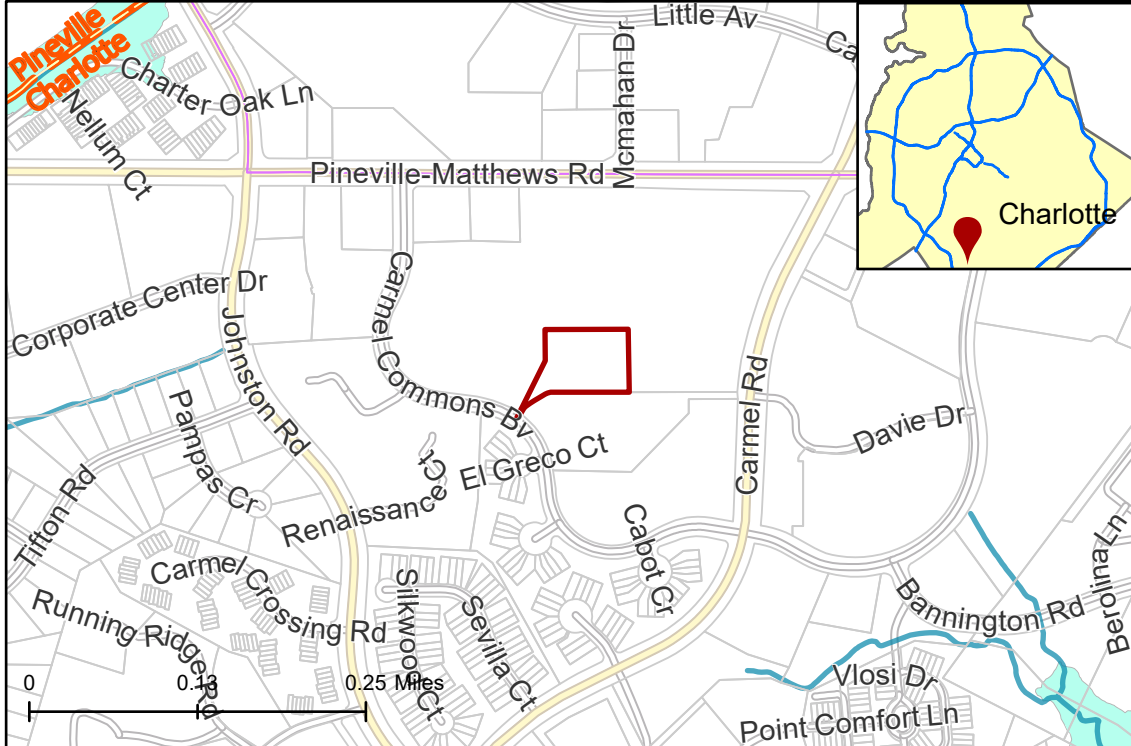 Pineville
Charlotte
Charter Oak Ln
Nellum Ct
Little Av
Ca
Mcmahan Dr
Pineville-Matthews Rd
Charlotte
Corporate Center Dr
Johnston Rd
Carmel Commons Bv
Carmel Rd
Davie Dr
El Greco Ct
Renaissance Ct
Pampas Cr
Tifton Rd
Cabot Cr
Carmel Crossing Rd
Running Ridge Rd
Silkwood Ct
Sevilla Ct
Bannington Rd
Berolina Ln
Vlosi Dr
Point Comfort Ln
0 0.13 0.25 Miles